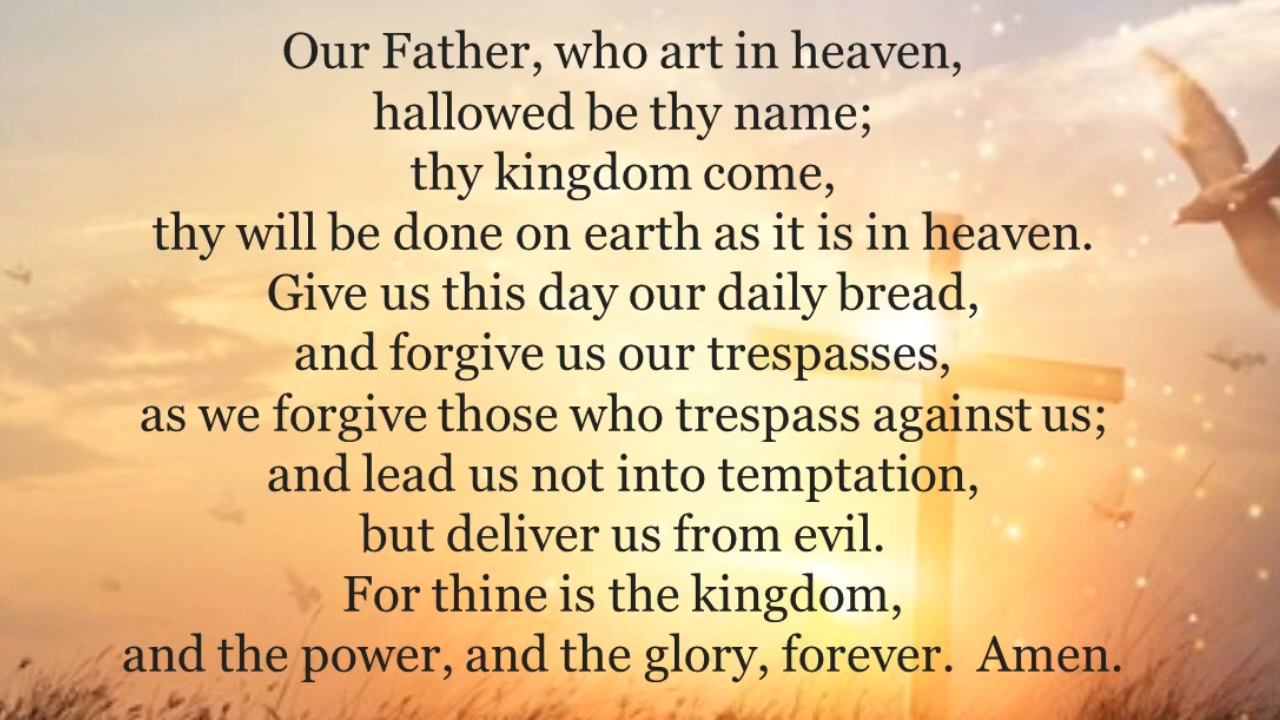 Our Father, who art in heaven,
hallowed be thy name;
thy kingdom come,
thy will be done on earth as it is in heaven.
Give us this day our daily bread,
and forgive us our trespasses,
as we forgive those who trespass against us;
and lead us not into temptation,
but deliver us from evil.
For thine is the kingdom,
and the power, and the glory, forever.  Amen.